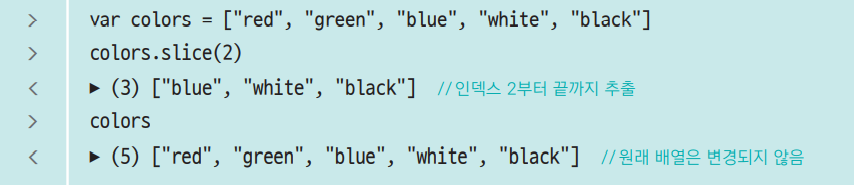 > var colors = ["red", "green", "blue", "white", "black"]
> colors.slice(2)
< ▶ (3) ["blue", "white", "black"] //인덱스 2부터 끝까지 추출
> colors
< ▶ (5) ["red", "green", "blue", "white", "black"] //원래 배열은 변경되지 않음